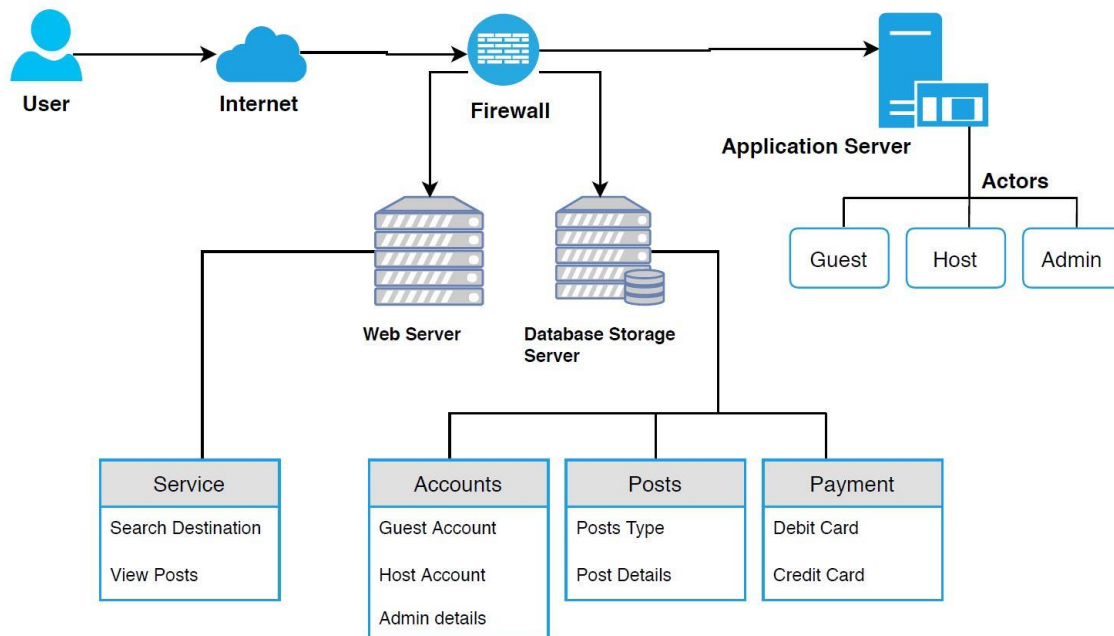 User
Internet
Firewall
Application Server
Actors
Guest
Host
Admin
Web Server
Database Storage
Server
Service
Search Destination
View Posts
Accounts
Guest Account
Host Account
Admin details
Posts
Posts Type
Post Details
Payment
Debit Card
Credit Card